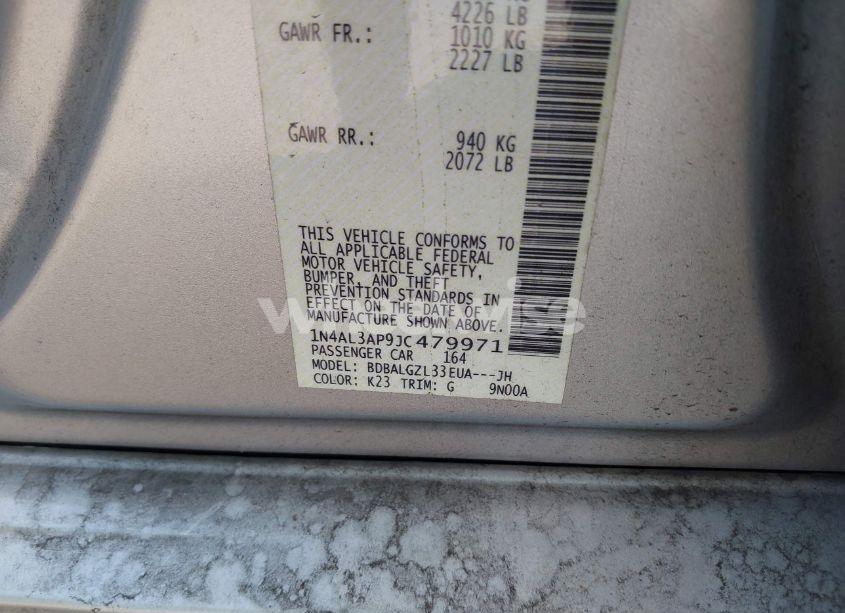 4226 LB
GAWR FR.: 1010 KG
2227 LB
GAWR RR.: 940 KG
2072 LB
THIS VEHICLE CONFORMS TO
ALL APPLICABLE FEDERAL
MOTOR VEHICLE SAFETY,
BUMPER, AND THEFT
PREVENTION STANDARDS IN
EFFECT ON THE DATE OF
MANUFACTURE SHOWN ABOVE.
1N4AL3AP9JC479971
PASSENGER CAR 164
MODEL: BDBALGZL33EUA---JH
COLOR: K23 TRIM: G 9N00A